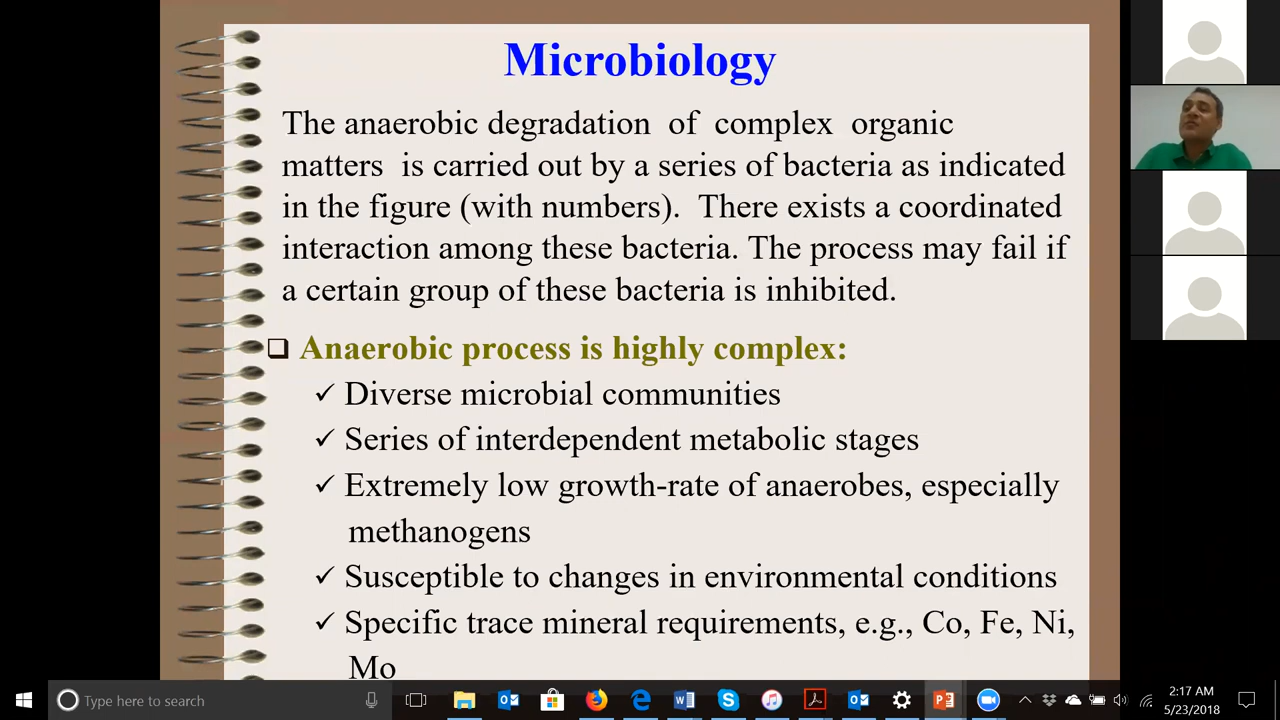 Microbiology
The anaerobic degradation of complex organic
matters is carried out by a series of bacteria as indicated
in the figure (with numbers). There exists a coordinated
interaction among these bacteria. The process may fail if
a certain group of these bacteria is inhibited.
Anaerobic process is highly complex:
Diverse microbial communities
Series of interdependent metabolic stages
Extremely low growth-rate of anaerobes, especially
methanogens
Susceptible to changes in environmental conditions
Specific trace mineral requirements, e.g., Co, Fe, Ni,
Mo
Type here to search
2:17 AM
5/23/2018